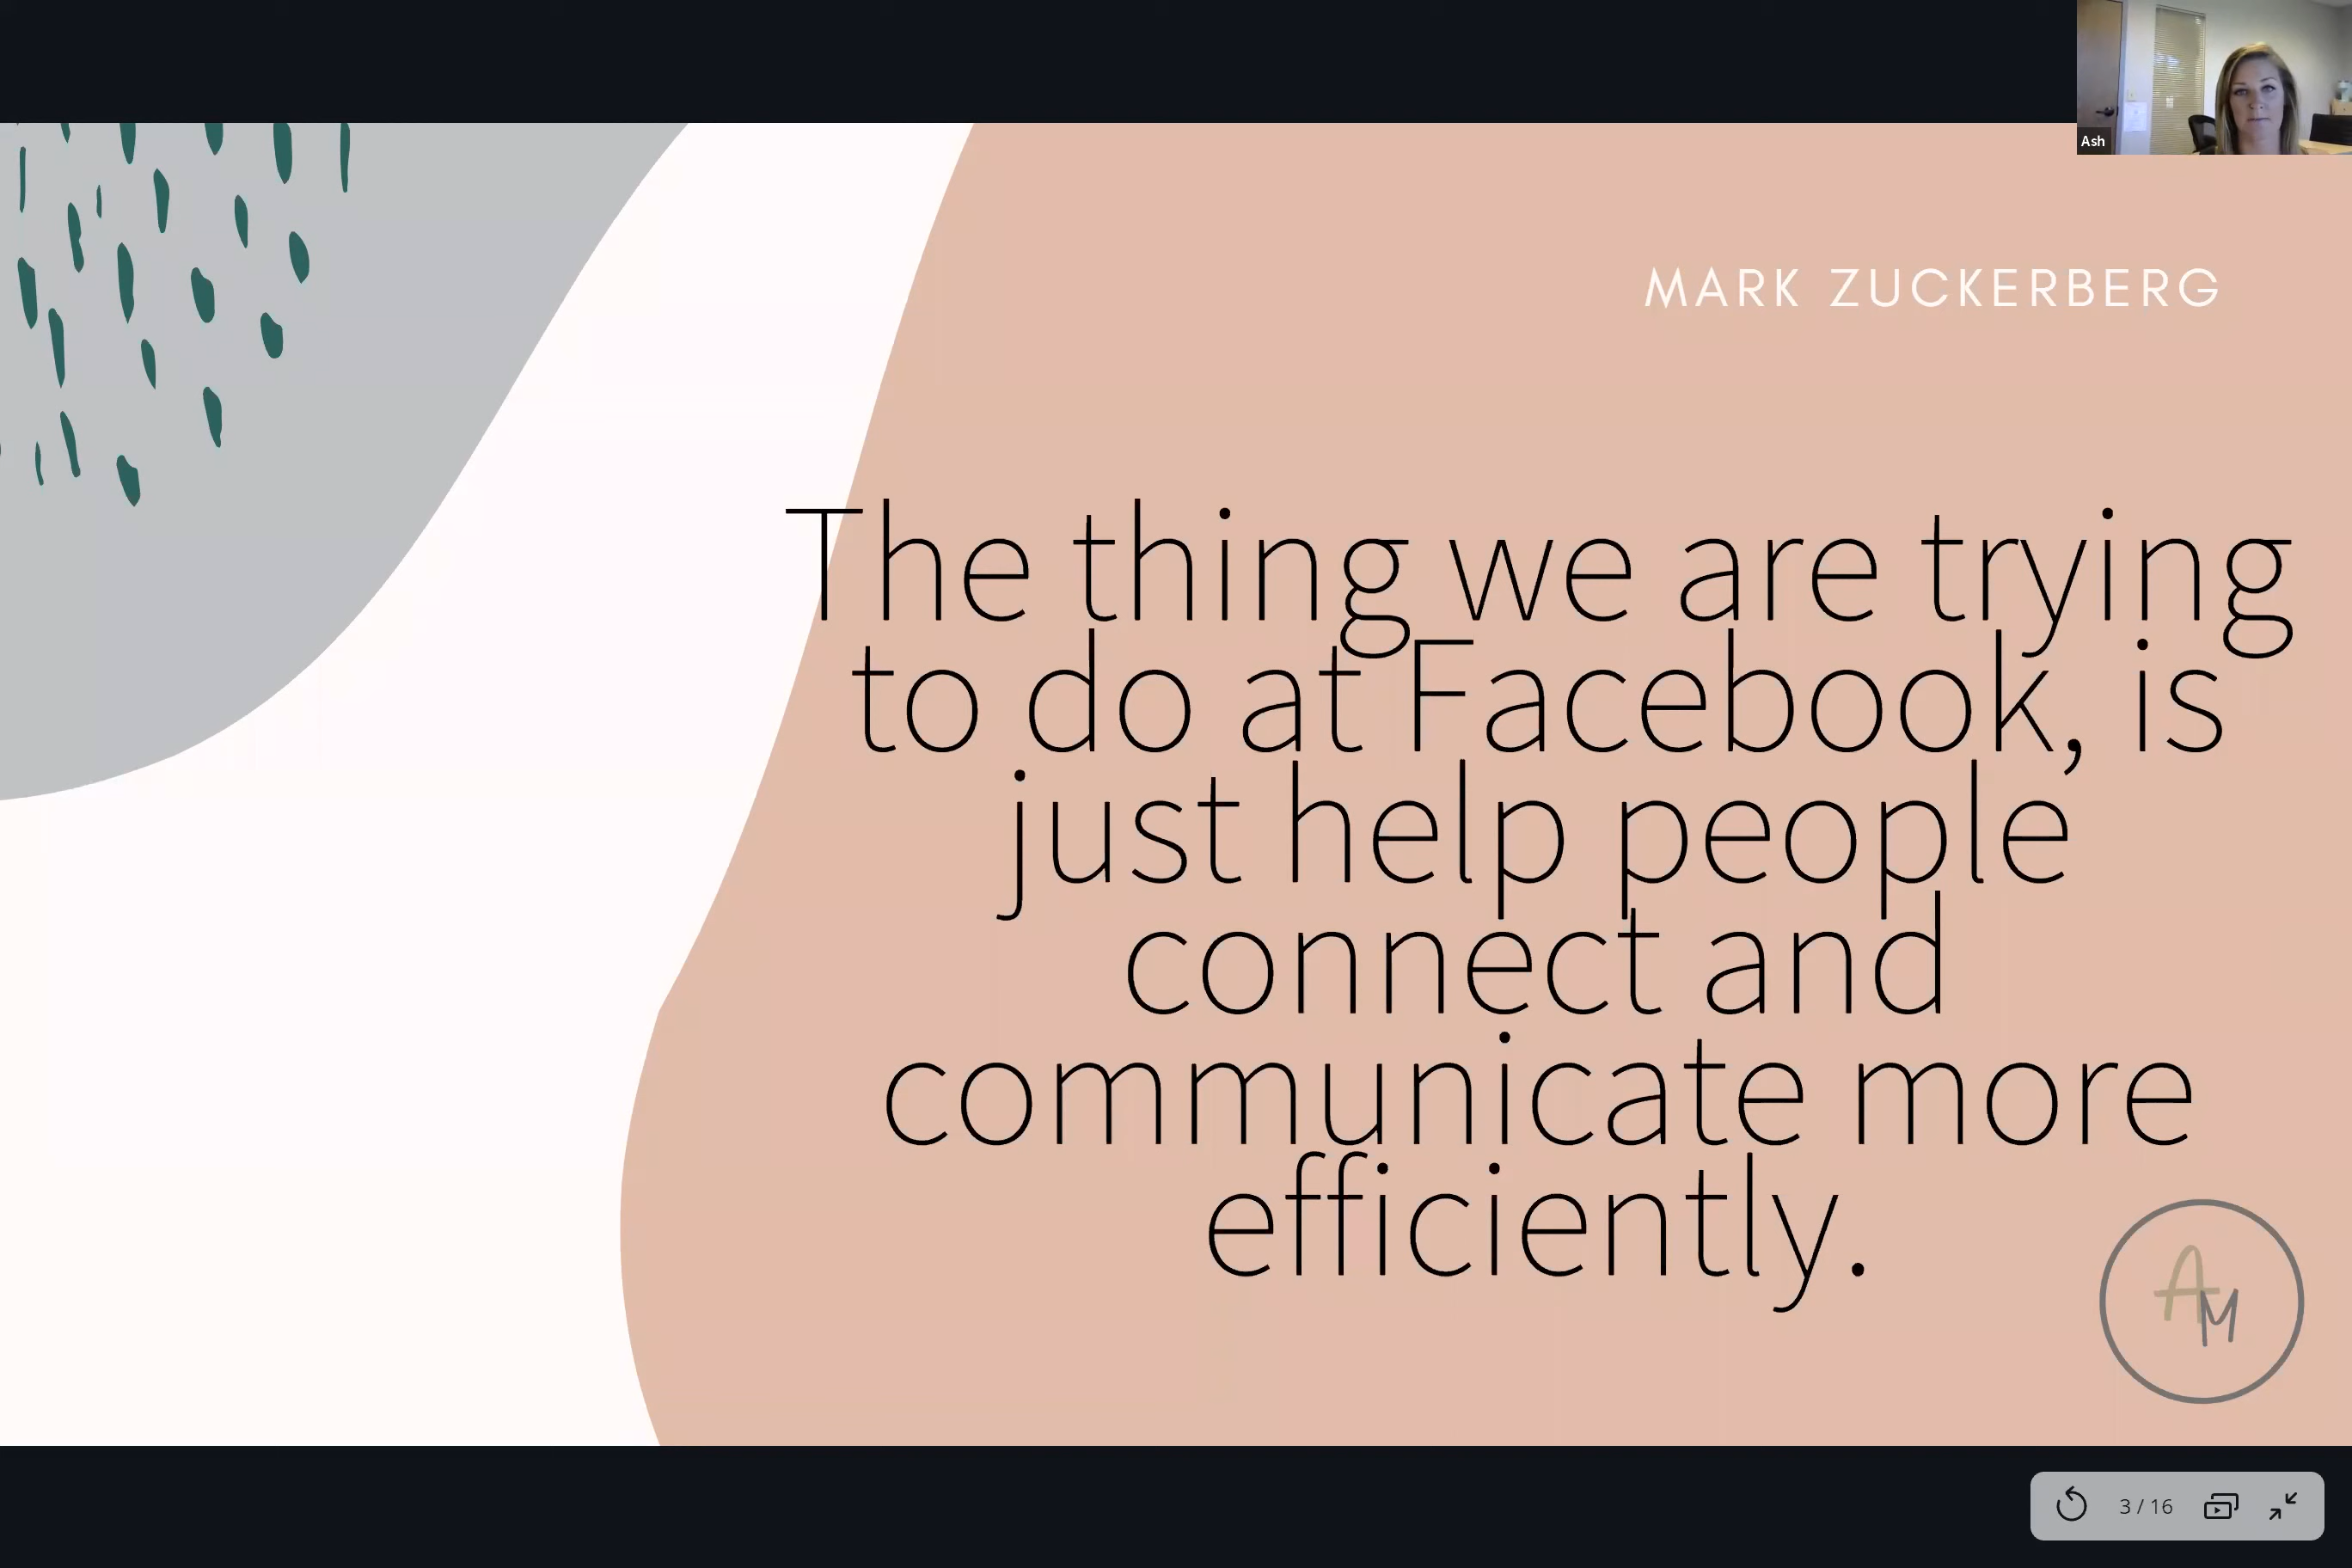 Ash
MARK ZUCKERBERG
The thing we are trying
to do at Facebook, is
just help people
connect and
communicate more
efficiently.
AM
3 / 16